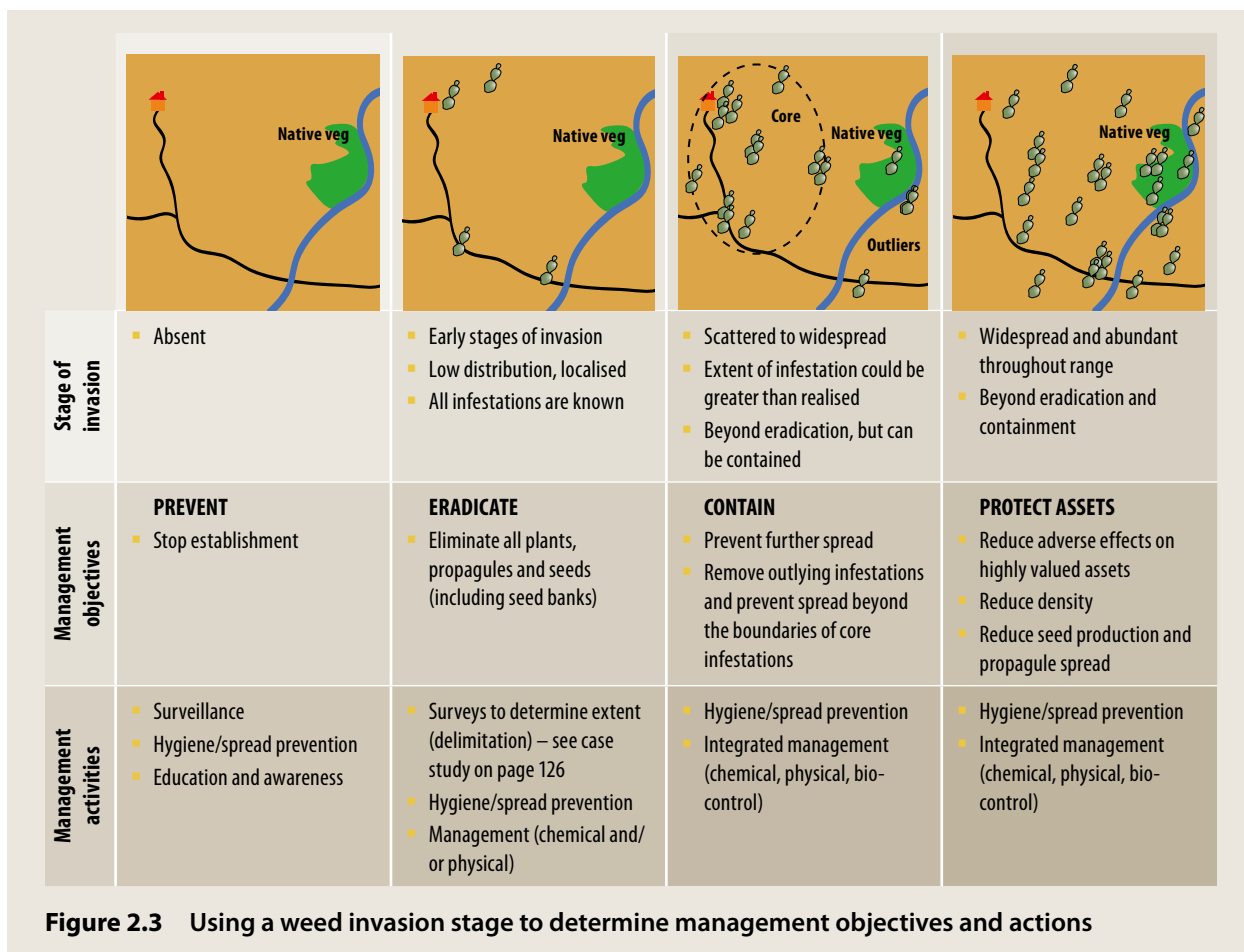 Native veg
Native veg
Core
Native veg
Outliers
Native veg
Stage of
invasion
Absent
Early stages of invasion
Low distribution, localised
All infestations are known
Scattered to widespread
Extent of infestation could be
greater than realised
Beyond eradication, but can
be contained
Widespread and abundant
throughout range
Beyond eradication and
containment
Management
objectives
PREVENT
Stop establishment
ERADICATE
Eliminate all plants,
propagules and seeds
(including seed banks)
CONTAIN
Prevent further spread
Remove outlying infestations
and prevent spread beyond
the boundaries of core
infestations
PROTECT ASSETS
Reduce adverse effects on
highly valued assets
Reduce density
Reduce seed production and
propagule spread
Management
activities
Surveillance
Hygiene/spread prevention
Education and awareness
Surveys to determine extent
(delimitation) – see case
study on page 126
Hygiene/spread prevention
Management (chemical and/
or physical)
Hygiene/spread prevention
Integrated management
(chemical, physical, bio-
control)
Hygiene/spread prevention
Integrated management
(chemical, physical, bio-
control)
Figure 2.3 Using a weed invasion stage to determine management objectives and actions